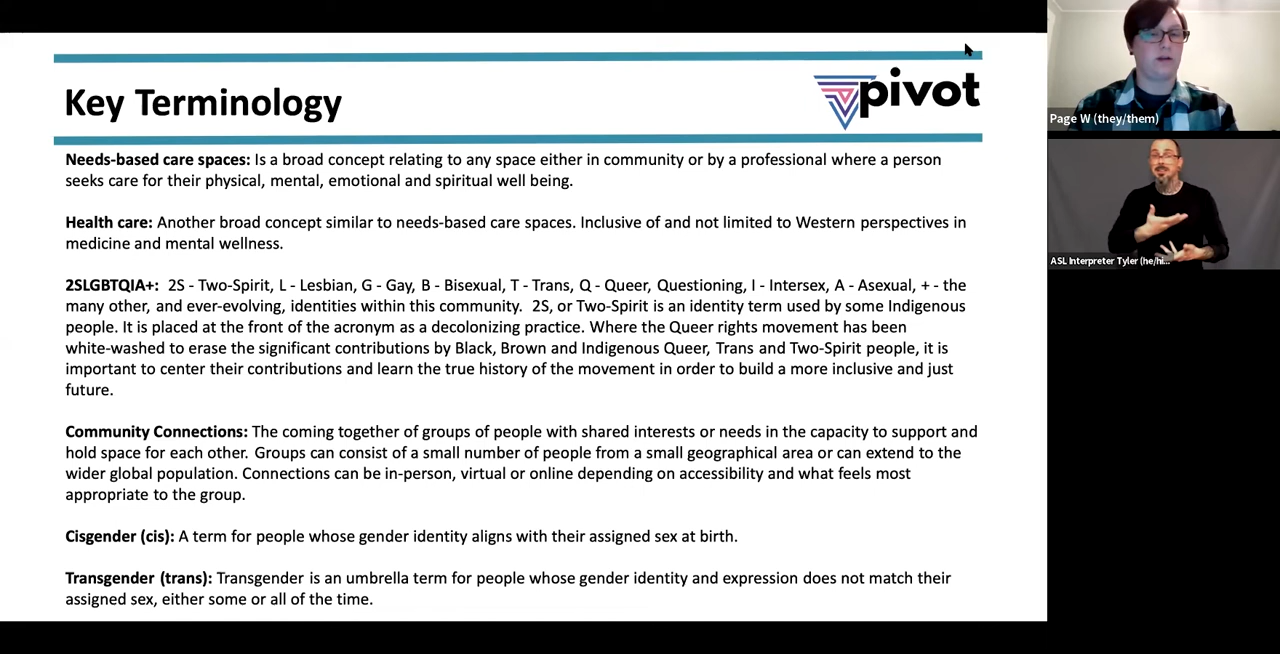 Key Terminology
pivot
Needs-based care spaces: Is a broad concept relating to any space either in community or by a professional where a person
seeks care for their physical, mental, emotional and spiritual well being.
Health care: Another broad concept similar to needs-based care spaces. Inclusive of and not limited to Western perspectives in
medicine and mental wellness.
2SLGBTQIA+: 2S - Two-Spirit, L - Lesbian, G - Gay, B - Bisexual, T - Trans, Q - Queer, Questioning, I - Intersex, A - Asexual, + - the
many other, and ever-evolving, identities within this community. 2S, or Two-Spirit is an identity term used by some Indigenous
people. It is placed at the front of the acronym as a decolonizing practice. Where the Queer rights movement has been
white-washed to erase the significant contributions by Black, Brown and Indigenous Queer, Trans and Two-Spirit people, it is
important to center their contributions and learn the true history of the movement in order to build a more inclusive and just
future.
Community Connections: The coming together of groups of people with shared interests or needs in the capacity to support and
hold space for each other. Groups can consist of a small number of people from a small geographical area or can extend to the
wider global population. Connections can be in-person, virtual or online depending on accessibility and what feels most
appropriate to the group.
Cisgender (cis): A term for people whose gender identity aligns with their assigned sex at birth.
Transgender (trans): Transgender is an umbrella term for people whose gender identity and expression does not match their
assigned sex, either some or all of the time.
Page W (they/them)
ASL Interpreter Tyler (he/hi...